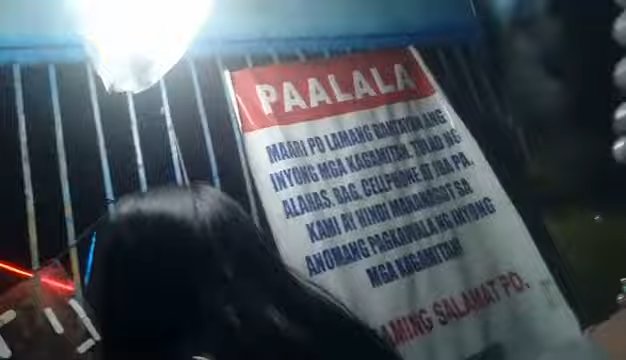 PAALALA
MAARI PO LAMANG BANTAYAN ANG
INYONG MGA KAGAMITAN. TULAD NG
ALAHAS, BAG, CELLPHONE AT IBA PA.
KAMI AY HINDI MANANAGOT SA
ANOMANG PAGKAWALA NG INYONG
MGA KAGAMITAN
AMING SALAMAT PO.